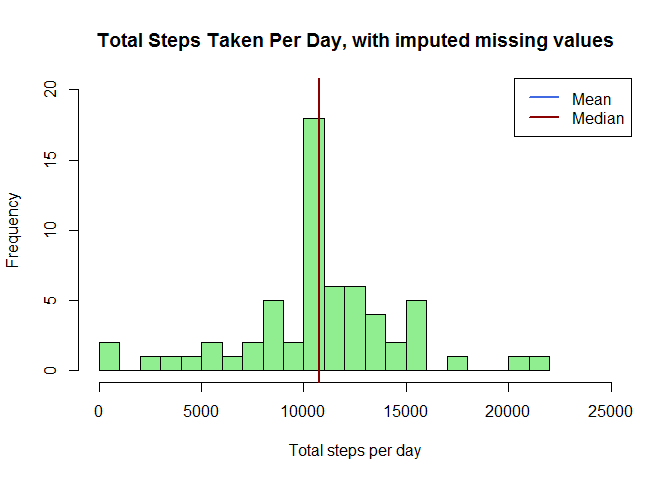 Total Steps Taken Per Day, with imputed missing values
Mean
Median
Frequency
20
15
10
5
0
0 5000 10000 15000 20000 25000
Total steps per day